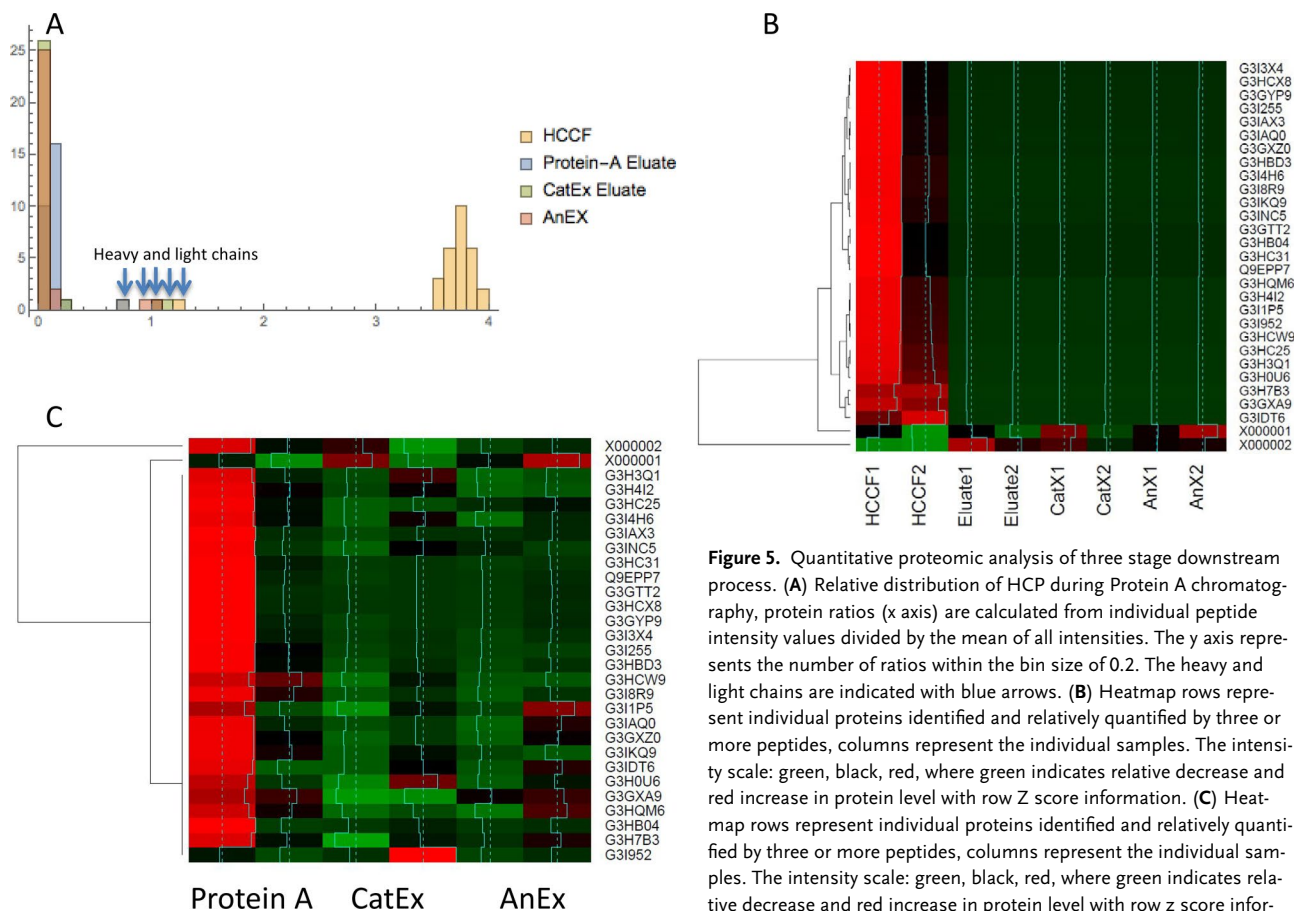 A
25
20
15
10
5
0
HCCF
Protein–A Eluate
CatEx Eluate
AnEX
Heavy and light chains
0 1 2 3 4
B
G3I3X4
G3HCX8
G3GYP9
G3I255
G3IAX3
G3IAQ0
G3GXZ0
G3HBD3
G3I4H6
G3I8R9
G3IKQ9
G3INC5
G3GTT2
G3HB04
G3HC31
Q9EPP7
G3HQM6
G3H4I2
G3I1P5
G3I952
G3HCW9
G3HC25
G3H3Q1
G3H0U6
G3H7B3
G3GXA9
G3IDT6
X000001
X000002
HCCF1
HCCF2
Eluate1
Eluate2
CatX1
CatX2
AnX1
AnX2
C
X000002
X000001
G3H3Q1
G3H4I2
G3HC25
G3I4H6
G3IAX3
G3INC5
G3HC31
Q9EPP7
G3GTT2
G3HCX8
G3GYP9
G3I3X4
G3I255
G3HBD3
G3HCW9
G3I8R9
G3I1P5
G3IAQ0
G3GXZ0
G3IKQ9
G3IDT6
G3H0U6
G3GXA9
G3HQM6
G3HB04
G3H7B3
G3I952
Protein A CatEx AnEx
Figure 5. Quantitative proteomic analysis of three stage downstream
process. (A) Relative distribution of HCP during Protein A chromatog-
raphy, protein ratios (x axis) are calculated from individual peptide
intensity values divided by the mean of all intensities. The y axis repre-
sents the number of ratios within the bin size of 0.2. The heavy and
light chains are indicated with blue arrows. (B) Heatmap rows repre-
sent individual proteins identified and relatively quantified by three or
more peptides, columns represent the individual samples. The intensi-
ty scale: green, black, red, where green indicates relative decrease and
red increase in protein level with row Z score information. (C) Heat-
map rows represent individual proteins identified and relatively quanti-
fied by three or more peptides, columns represent the individual sam-
ples. The intensity scale: green, black, red, where green indicates rela-
tive decrease and red increase in protein level with row z score infor-